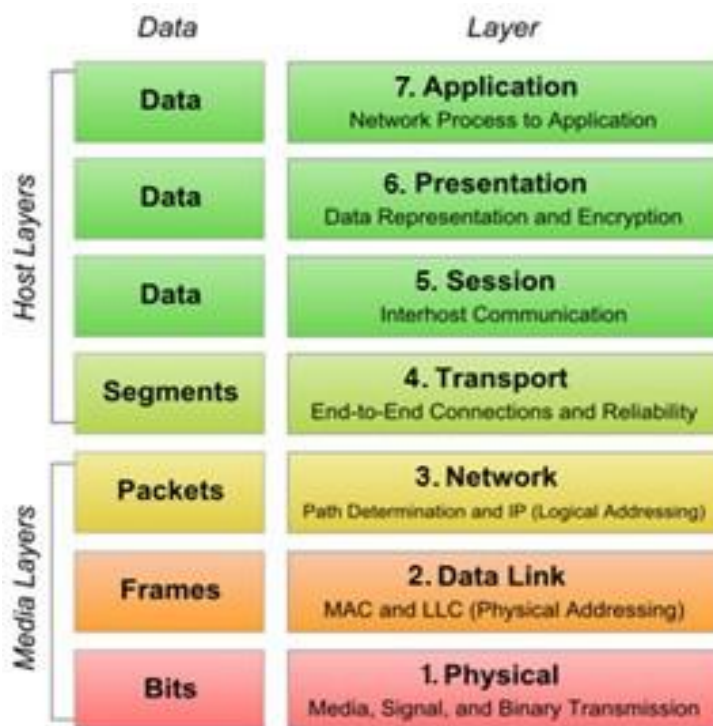 Data
Layer
Host Layers
Data
7. Application
Network Process to Application
Data
6. Presentation
Data Representation and Encryption
Data
5. Session
Interhost Communication
Segments
4. Transport
End-to-End Connections and Reliability
Media Layers
Packets
3. Network
Path Determination and IP (Logical Addressing)
Frames
2. Data Link
MAC and LLC (Physical Addressing)
Bits
1. Physical
Media, Signal, and Binary Transmission